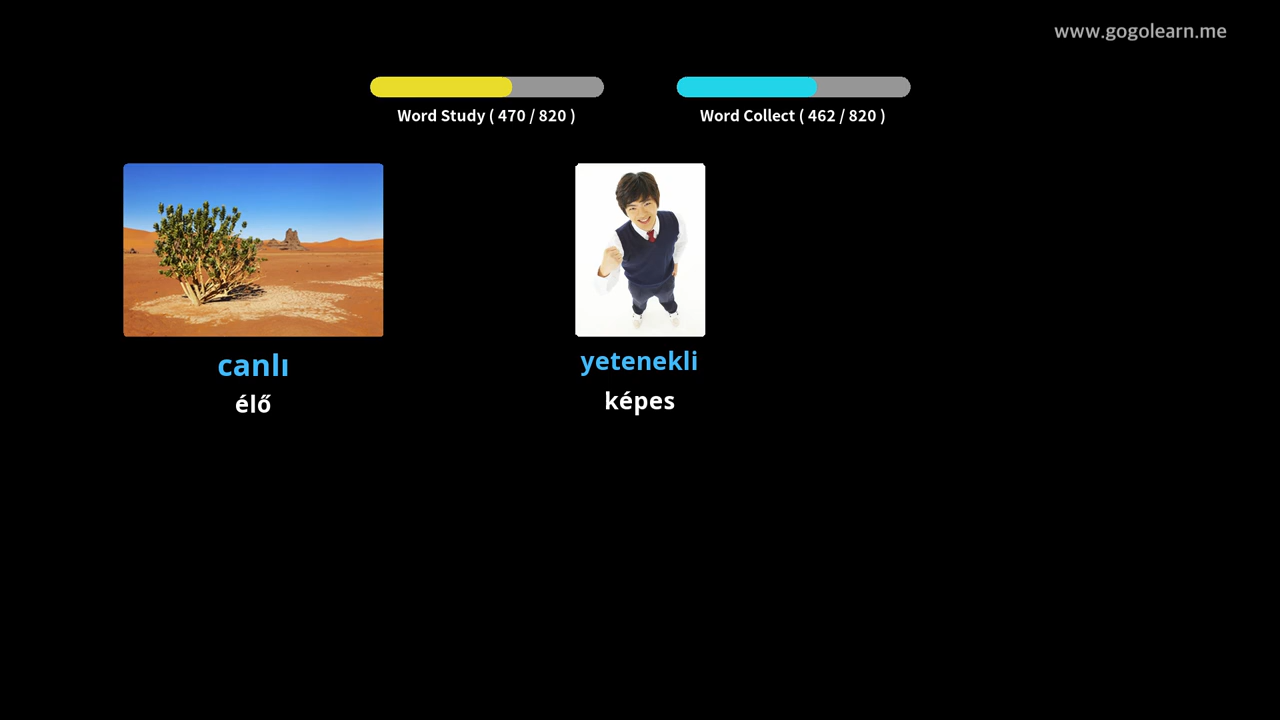 www.gogolearn.me
Word Study ( 470 / 820 )
Word Collect ( 462 / 820 )
canlı
élő
yetenekli
képes